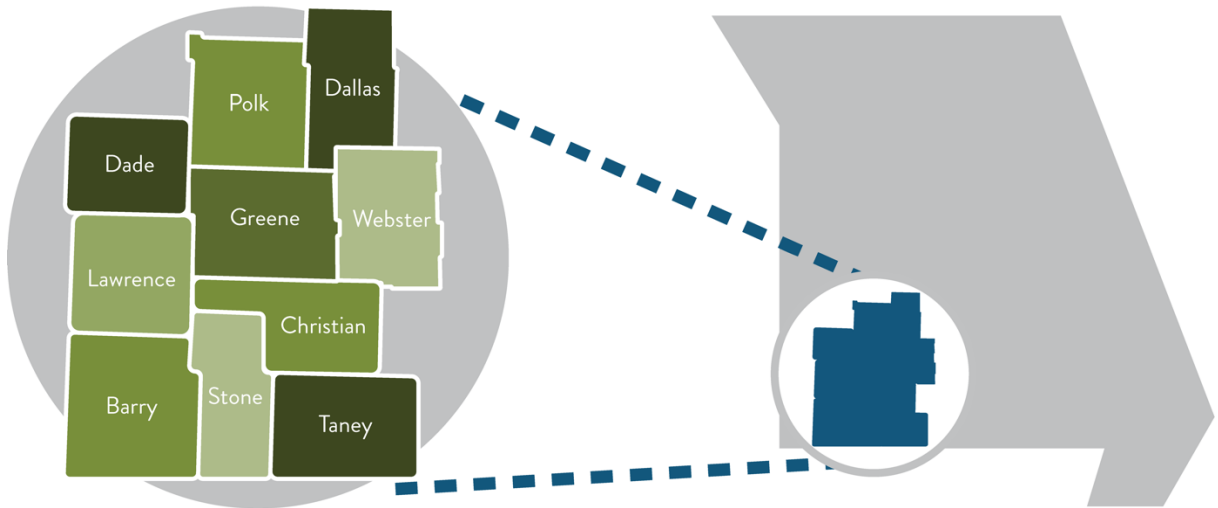 Dallas
Polk
Dade
Greene
Webster
Lawrence
Christian
Stone
Barry
Taney